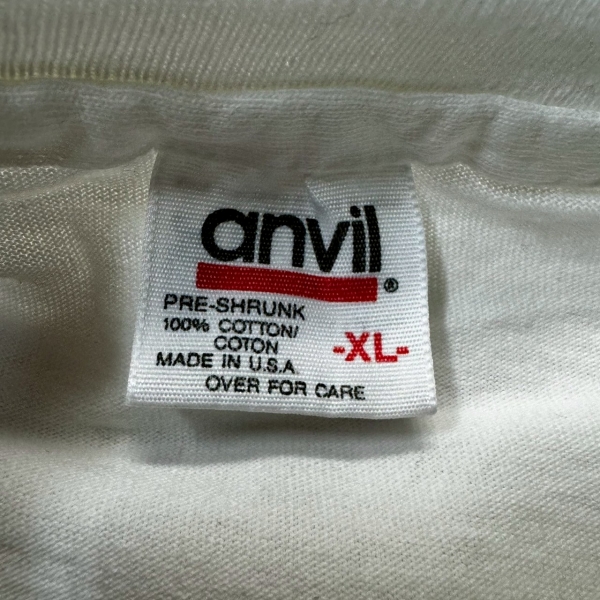 anvil®
PRE-SHRUNK
100% COTTON/
COTON
-XL-
MADE IN U.S.A
OVER FOR CARE